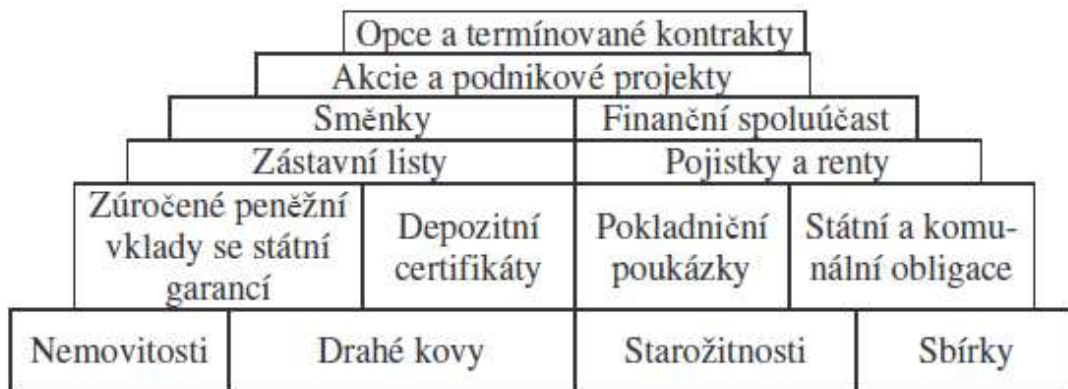 Opce a termínované kontrakty
Akcie a podnikové projekty
Směnky
Finanční spoluúčast
Zástavní listy
Pojistky a renty
Zúročené peněžní
vklady se státní
garancí
Depozitní
certifikáty
Pokladniční
poukázky
Státní a komu-
nální obligace
Nemovitosti
Drahé kovy
Starožitnosti
Sbírky